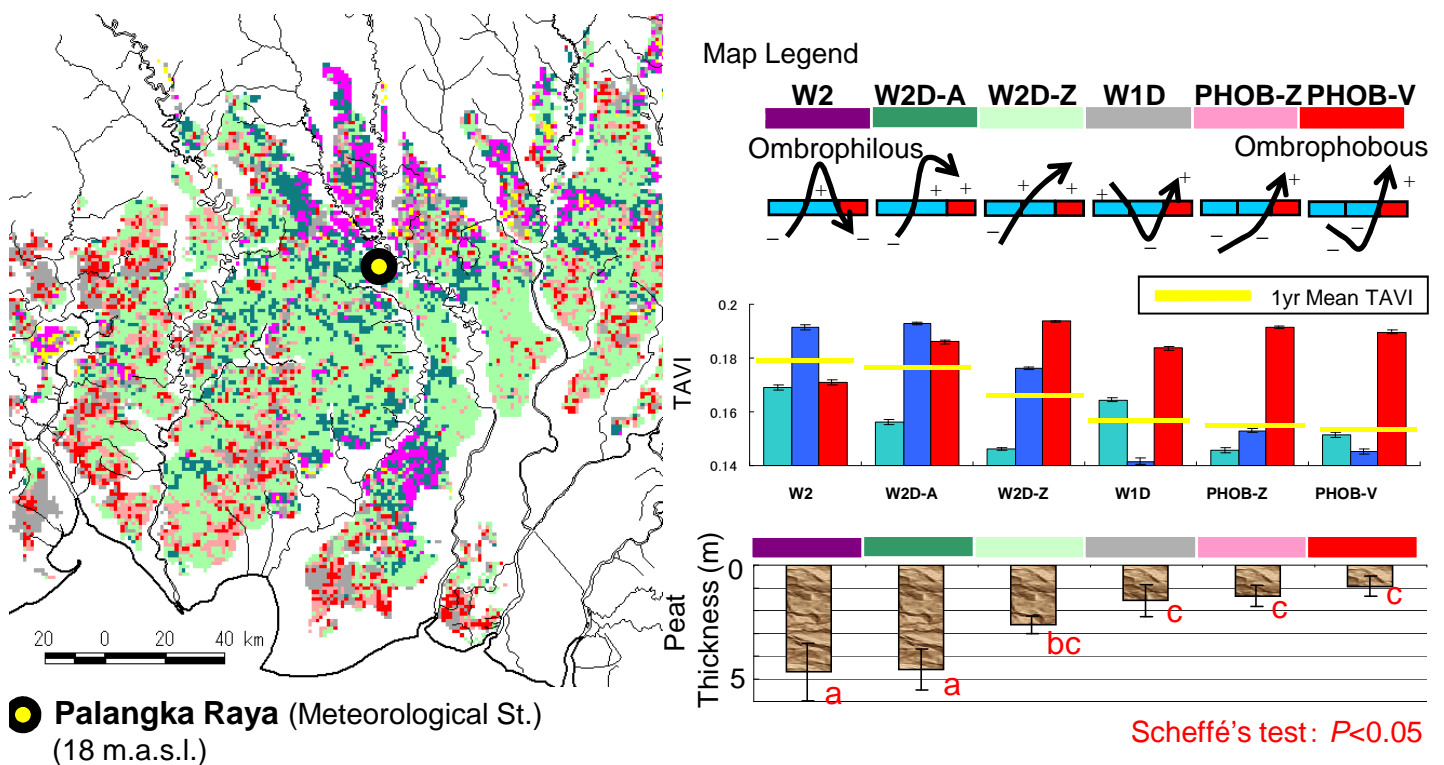 Map Legend
W2 W2D-A W2D-Z W1D PHOB-Z PHOB-V
Ombrophilous Ombrophobous
+ + + + + + + + + +
– – – – – – – –
1yr Mean TAVI
TAVI
0.2
0.18
0.16
0.14
W2 W2D-A W2D-Z W1D PHOB-Z PHOB-V
Peat
Thickness (m)
0
5
a a bc c c c
Scheffé's test: P<0.05
20 0 20 40 km
Palangka Raya (Meteorological St.)
(18 m.a.s.l.)